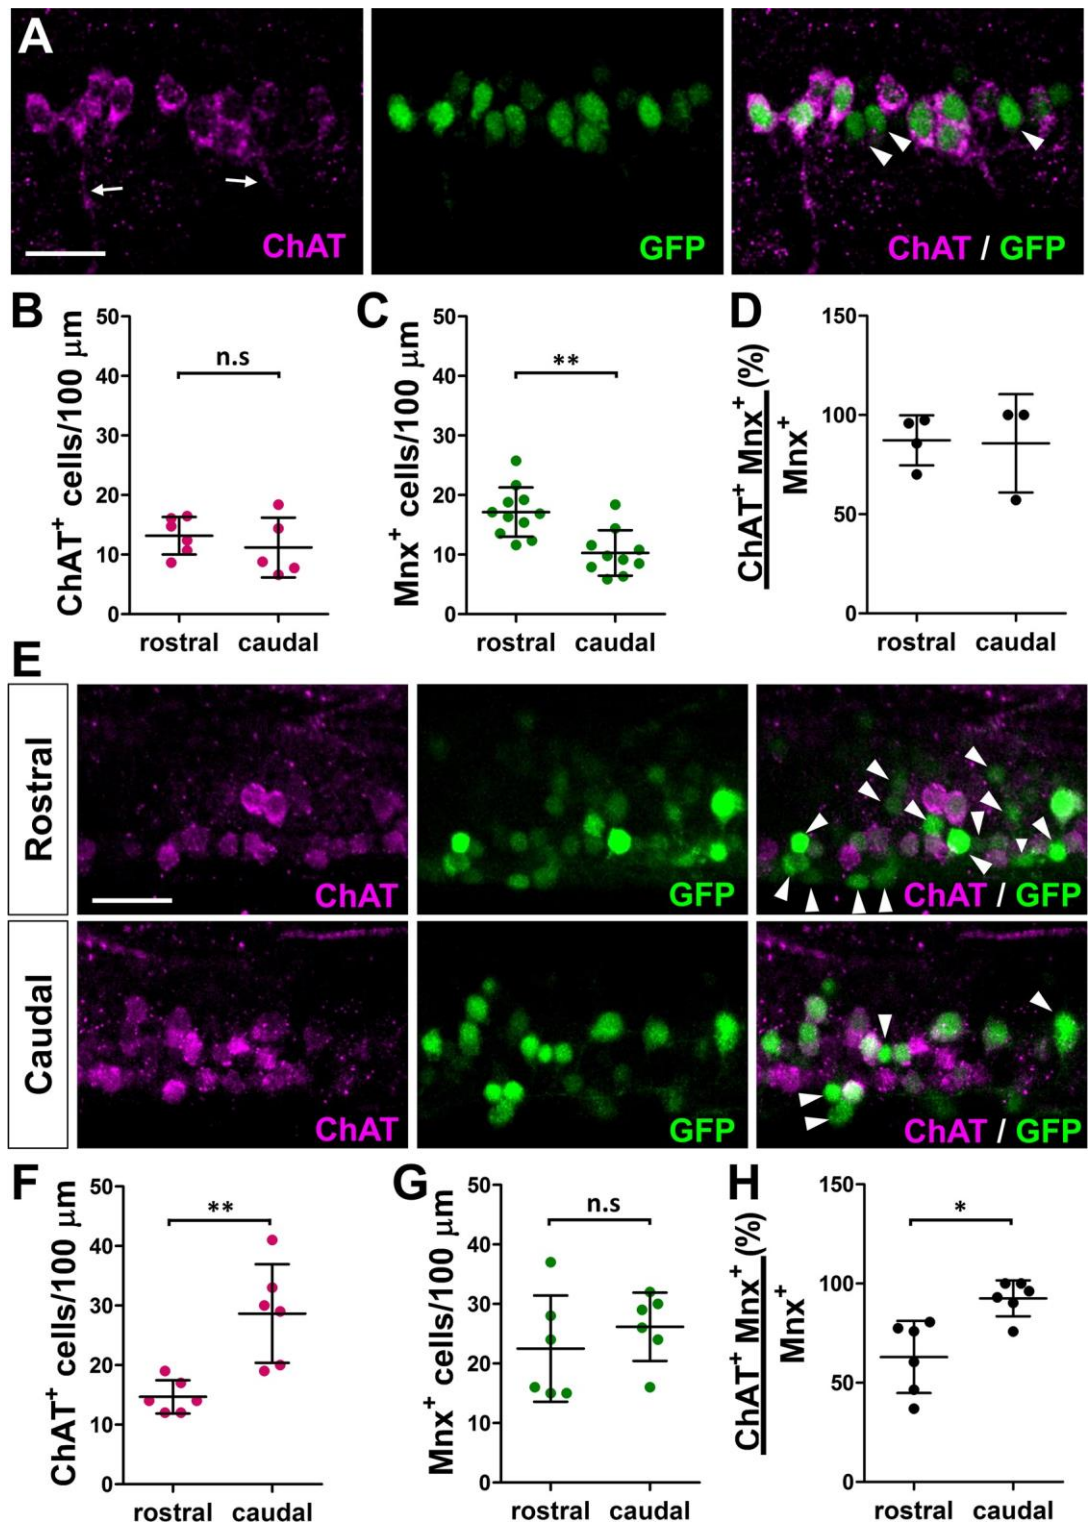 A
ChAT
GFP
ChAT / GFP
B
ChAT+ cells/100 μm
50
40
30
20
10
0
n.s
rostral
caudal
C
Mnx+ cells/100 μm
50
40
30
20
10
0
**
rostral
caudal
D
ChAT+ Mnx+ (%)
Mnx+
150
100
50
0
rostral
caudal
E
Rostral
ChAT
GFP
ChAT / GFP
Caudal
ChAT
GFP
ChAT / GFP
F
ChAT+ cells/100 μm
50
40
30
20
10
0
**
rostral
caudal
G
Mnx+ cells/100 μm
50
40
30
20
10
0
n.s
rostral
caudal
H
ChAT+ Mnx+ (%)
Mnx+
150
100
50
0
*
rostral
caudal